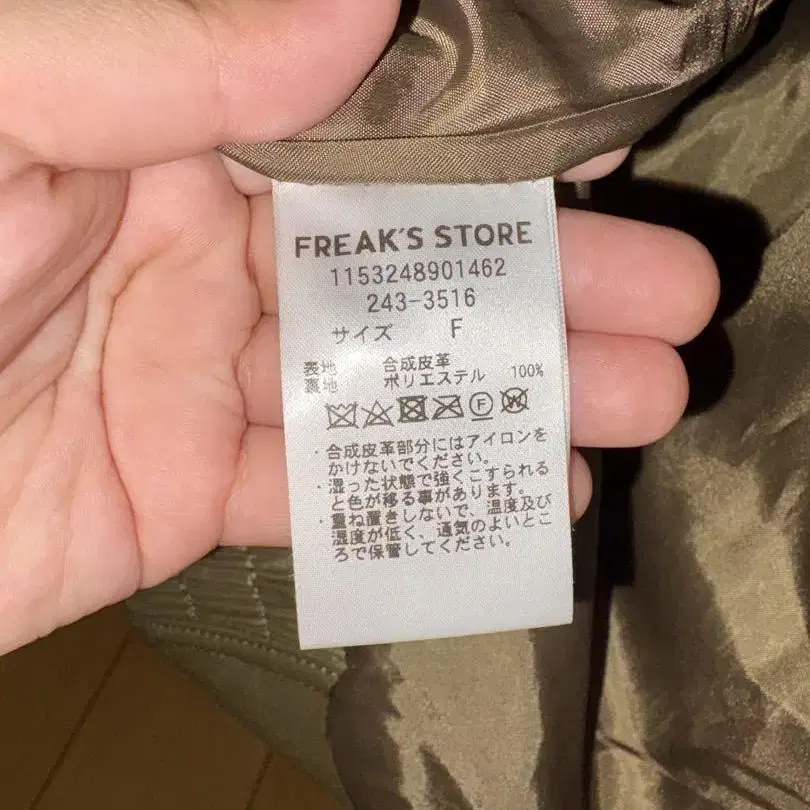 FREAK'S STORE
1153248901462
243-3516
サイズ F
表地 合成皮革
裏地 ポリエステル 100%
F W
・合成皮革部分にはアイロンを
かけないでください。
・湿った状態で強くこすられる
と色が移る事があります。
・重ね置きしないで、温度及び
湿度が低く、通気のよいとこ
ろで保管してください。